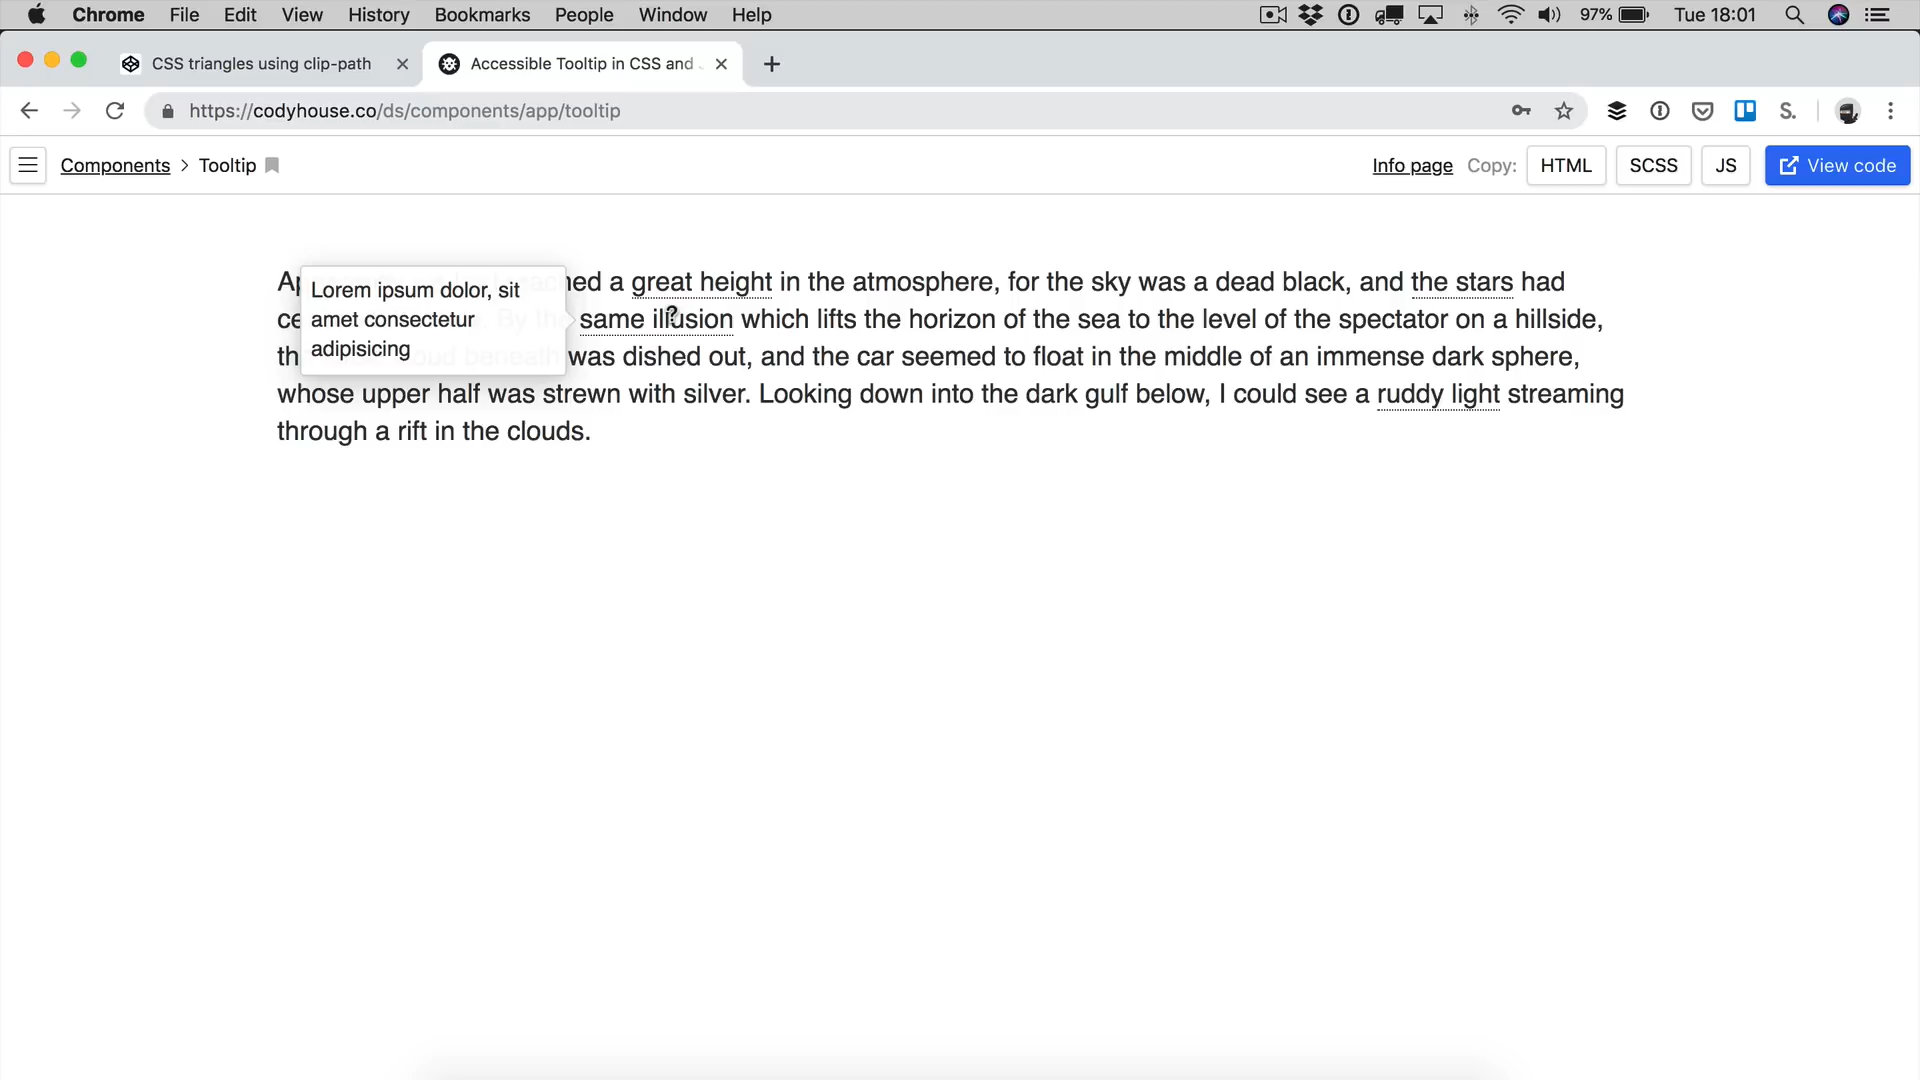 Chrome File Edit View History Bookmarks People Window Help 97% Tue 18:01
CSS triangles using clip-path Accessible Tooltip in CSS and
https://codyhouse.co/ds/components/app/tooltip S.
Components > Tooltip Info page Copy: HTML SCSS JS View code
a great height in the atmosphere, for the sky was a dead black, and the stars had
same illusion which lifts the horizon of the sea to the level of the spectator on a hillside,
was dished out, and the car seemed to float in the middle of an immense dark sphere,
whose upper half was strewn with silver. Looking down into the dark gulf below, I could see a ruddy light streaming
through a rift in the clouds.
Lorem ipsum dolor, sit
amet consectetur
adipisicing